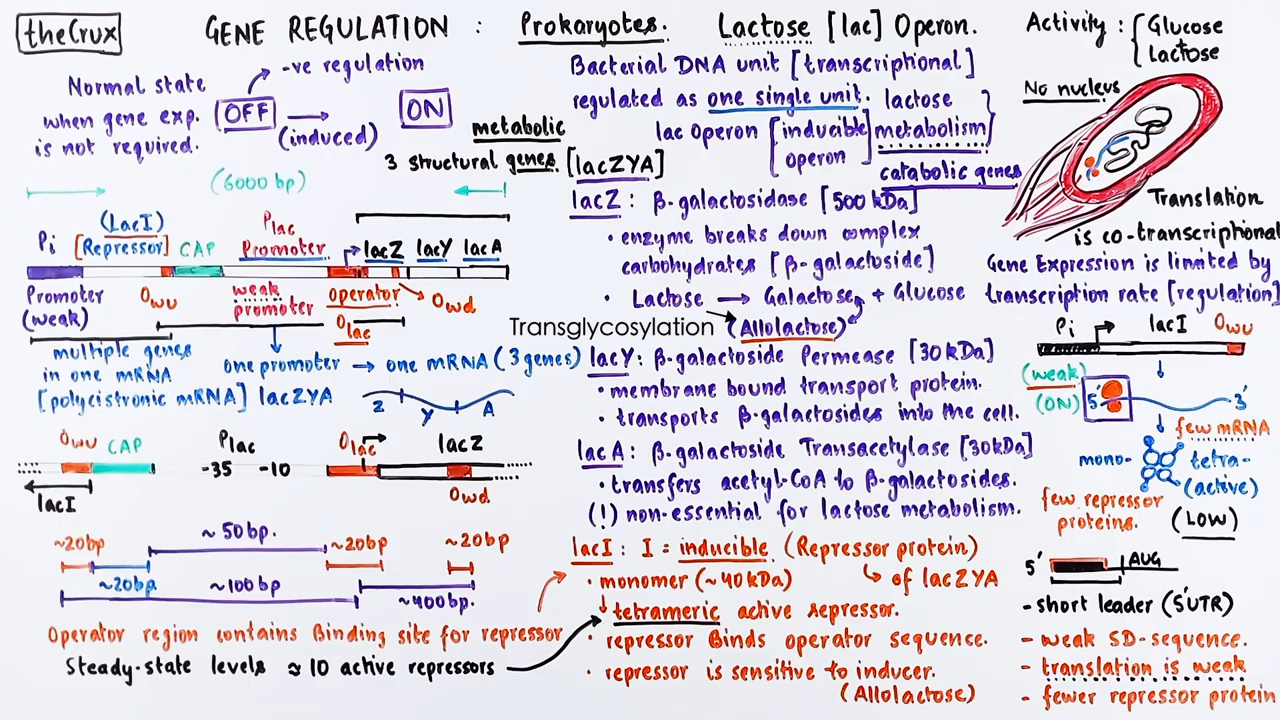 theCrux
GENE REGULATION : Prokaryotes. Lactose [lac] Operon.
Normal state
when gene exp.
is not required.
OFF
-ve regulation
(induced)
ON
metabolic
3 structural genes [lacZYA]
(6000 bp)
Pi
(LacI)
[Repressor]
CAP
Plac
Promoter
lacZ lacY lacA
Promoter
(weak)
Owu
weak
promoter
operator
Olac
Owd
multiple genes
in one mRNA
[polycistronic mRNA] lacZYA
one promoter → one mRNA (3 genes)
Z Y A
Owu CAP Plac Olac lacZ
-35 -10
Owd
lacI
~20bp
~50bp.
~20bp
~20bp
~20bp
~100bp
~400bp.
Operator region contains Binding site for repressor
Steady-state levels ≈ 10 active repressors
Bacterial DNA unit [transcriptional]
regulated as one single unit.
lac Operon [inducible operon]
lactose
metabolism
catabolic genes
lacZ : β-galactosidase [500 kDa]
• enzyme breaks down complex
carbohydrates [β-galactoside]
• Lactose → Galactose + Glucose
Transglycosylation
(Allolactose)
lacY: β-galactoside Permease [30 kDa]
• membrane bound transport protein.
• transports β-galactosides into the cell.
lacA : β-galactoside Transacetylase [30kDa]
• transfers acetyl-CoA to β-galactosides.
(!) non-essential for lactose metabolism.
lacI : I = inducible (Repressor protein)
of lacZYA
• monomer (~40kDa)
tetrameric active repressor.
• repressor Binds operator sequence.
• repressor is sensitive to inducer.
(Allolactose)
Activity : Glucose
Lactose
No nucleus
Translation
is co-transcriptional
Gene Expression is limited by
transcription rate [regulation]
Pi lacI Owu
(weak)
(ON)
5' 3'
few mRNA
mono-
tetra-
(active)
few repressor
proteins.
(LOW)
5' AUG
- short leader (5'UTR)
- weak SD-sequence.
- translation is weak
- fewer repressor protein